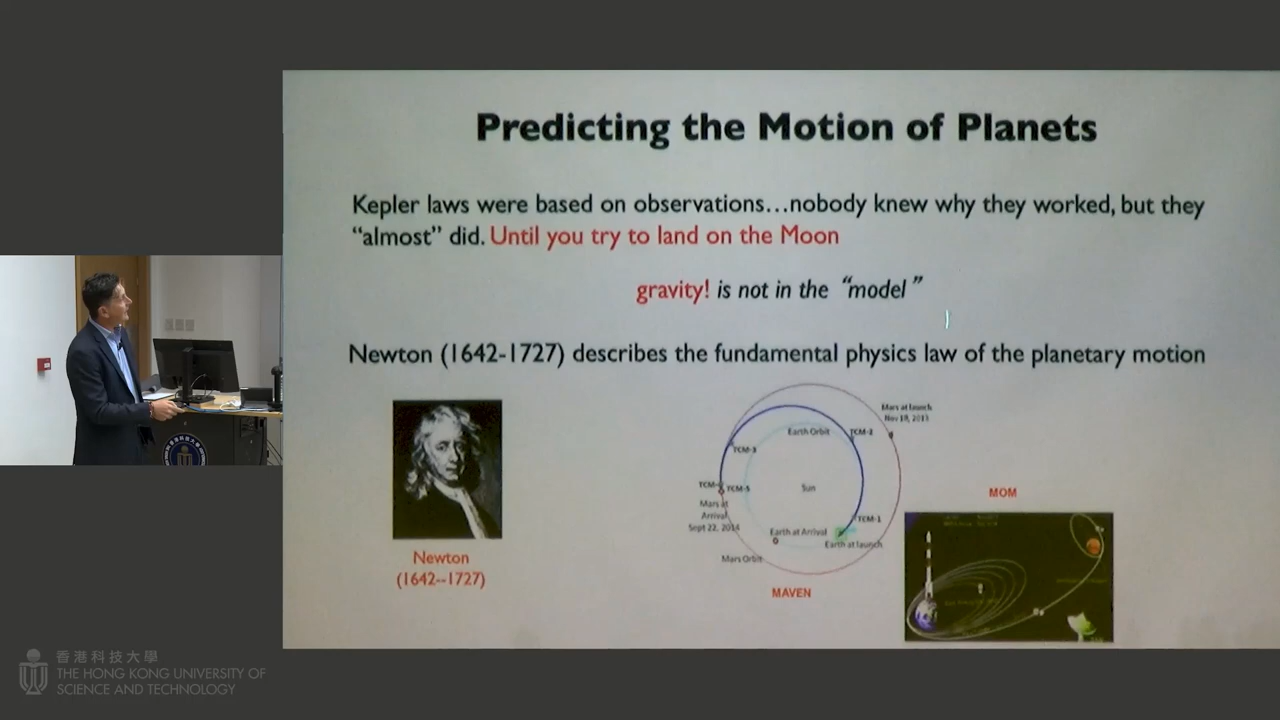 Predicting the Motion of Planets
Kepler laws were based on observations…nobody knew why they worked, but they
“almost” did. Until you try to land on the Moon
gravity! is not in the “model”
Newton (1642-1727) describes the fundamental physics law of the planetary motion
Mars at launch
Nov 18, 2013
Earth Orbit
TCM-2
TCM-3
TCM-
TCM-5
Sun
Mars at
Arrival
Sept 22, 2014
TCM-1
Earth at Arrival
Earth at launch
Mars Orbit
MAVEN
MOM
Newton
(1642--1727)
香港科技大學
THE HONG KONG UNIVERSITY OF
SCIENCE AND TECHNOLOGY